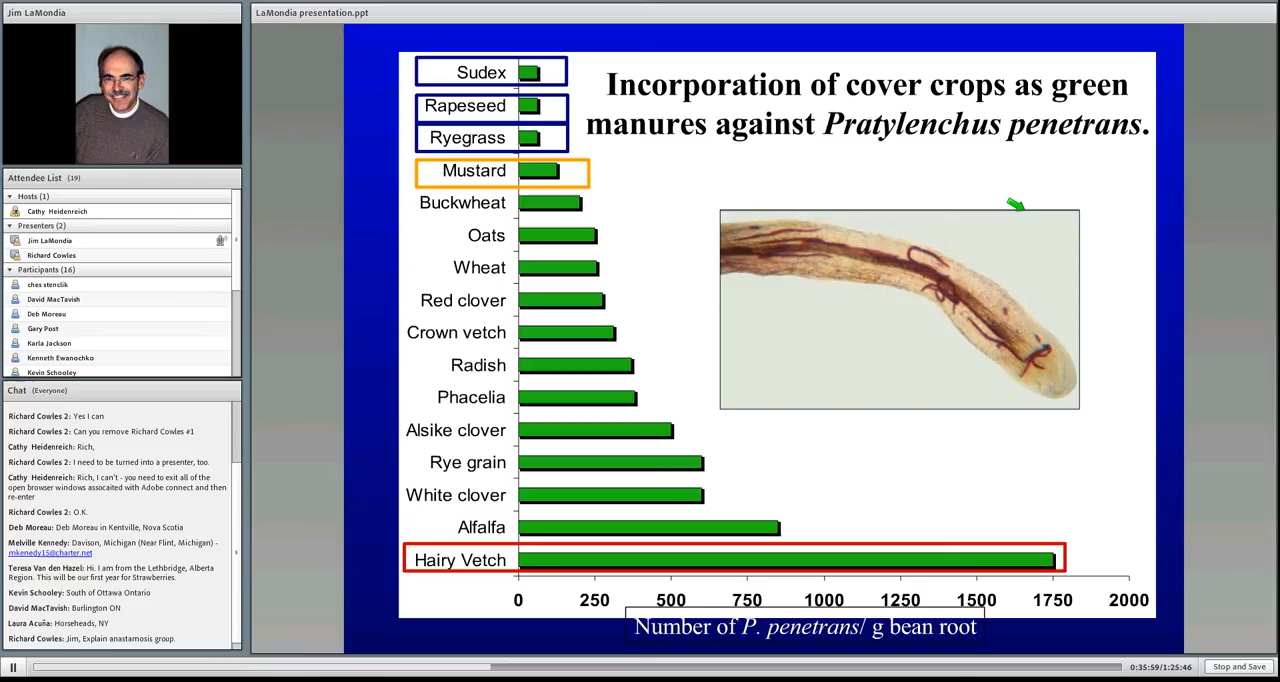 Jim LaMondia
Attendee List (19)
Hosts (1)
Cathy Heidenreich
Presenters (2)
Jim LaMondia
Richard Cowles
Participants (16)
ches stenclik
David MacTavish
Deb Moreau
Gary Post
Karla Jackson
Kenneth Ewanochko
Kevin Schooley
Chat (Everyone)
Richard Cowles 2: Yes I can
Richard Cowles 2: Can you remove Richard Cowles #1
Cathy Heidenreich: Rich,
Richard Cowles 2: I need to be turned into a presenter, too.
Cathy Heidenreich: Rich, I can't - you need to exit all of the
open browser windows assocaited with Adobe connect and then
re-enter
Richard Cowles 2: O.K.
Deb Moreau: Deb Moreau in Kentville, Nova Scotia
Melville Kennedy: Davison, Michigan (Near Flint, Michigan) -
mkenedy15@charter.net
Teresa Van den Hazel: Hi. I am from the Lethbridge, Alberta
Region. This will be our first year for Strawberries.
Kevin Schooley: South of Ottawa Ontario
David MacTavish: Burlington ON
Laura Acuña: Horseheads, NY
Richard Cowles: Jim, Explain anastamosis group.
LaMondia presentation.ppt
Incorporation of cover crops as green
manures against Pratylenchus penetrans.
Sudex
Rapeseed
Ryegrass
Mustard
Buckwheat
Oats
Wheat
Red clover
Crown vetch
Radish
Phacelia
Alsike clover
Rye grain
White clover
Alfalfa
Hairy Vetch
0 250 500 750 1000 1250 1500 1750 2000
Number of P. penetrans/ g bean root
0:35:59/1:25:46
Stop and Save